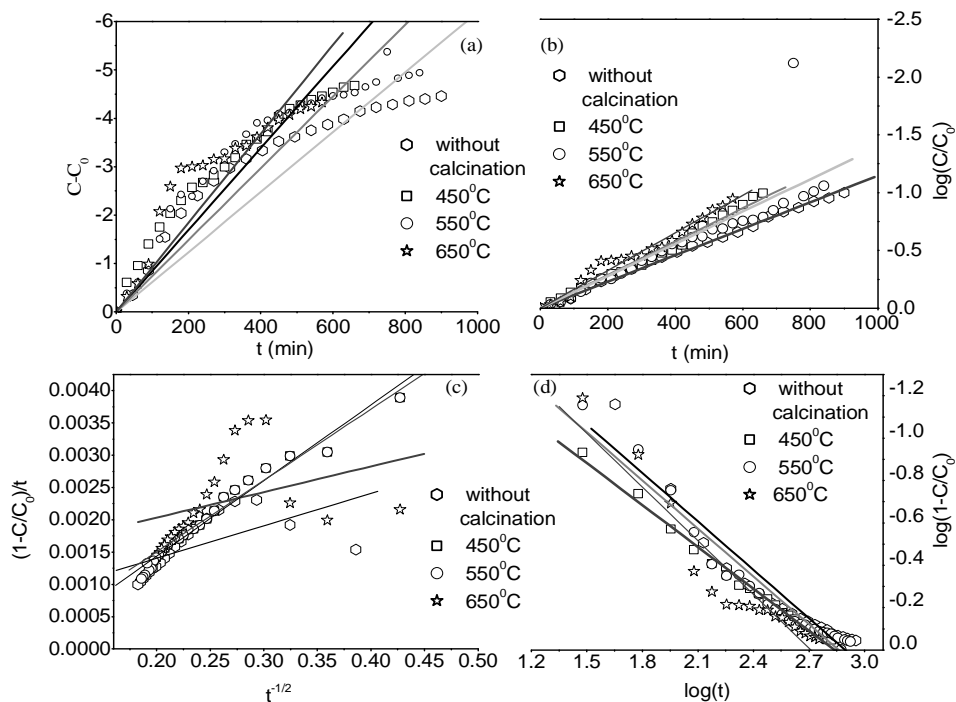 -6
-5
-4
-3
-2
-1
0
C-C₀
0 200 400 600 800 1000
t (min)
(a)
without
calcination
450⁰C
550⁰C
650⁰C
-2.5
-2.0
-1.5
-1.0
-0.5
0.0
log(C/C₀)
0 200 400 600 800 1000
t (min)
(b)
without
calcination
450⁰C
550⁰C
650⁰C
0.0040
0.0035
0.0030
0.0025
0.0020
0.0015
0.0010
0.0005
0.0000
(1-C/C₀)/t
0.20 0.25 0.30 0.35 0.40 0.45 0.50
t⁻¹/²
(c)
without
calcination
450⁰C
550⁰C
650⁰C
-1.2
-1.0
-0.8
-0.6
-0.4
-0.2
0.0
log(1-C/C₀)
1.2 1.5 1.8 2.1 2.4 2.7 3.0
log(t)
(d)
without
calcination
450⁰C
550⁰C
650⁰C